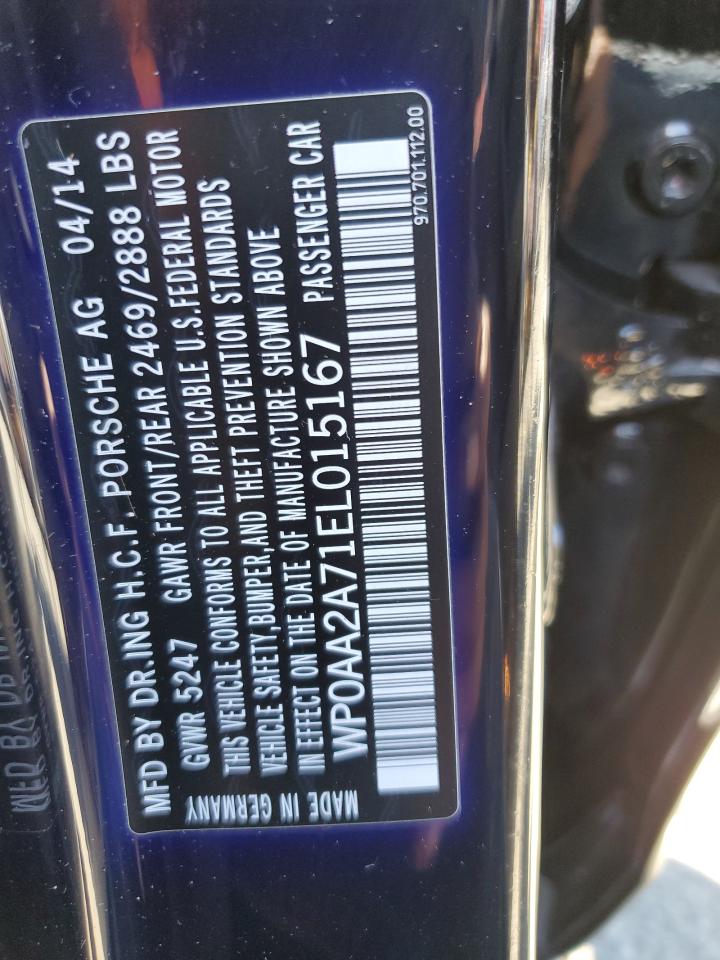 MFD BY DR.ING H.C.F. PORSCHE AG 04/14
GVWR 5247 GAWR FRONT/REAR 2469/2888 LBS
THIS VEHICLE CONFORMS TO ALL APPLICABLE U.S.FEDERAL MOTOR
VEHICLE SAFETY,BUMPER,AND THEFT PREVENTION STANDARDS
IN EFFECT ON THE DATE OF MANUFACTURE SHOWN ABOVE
WP0AA2A71EL015167 PASSENGER CAR
MADE IN GERMANY
970.701.112.00